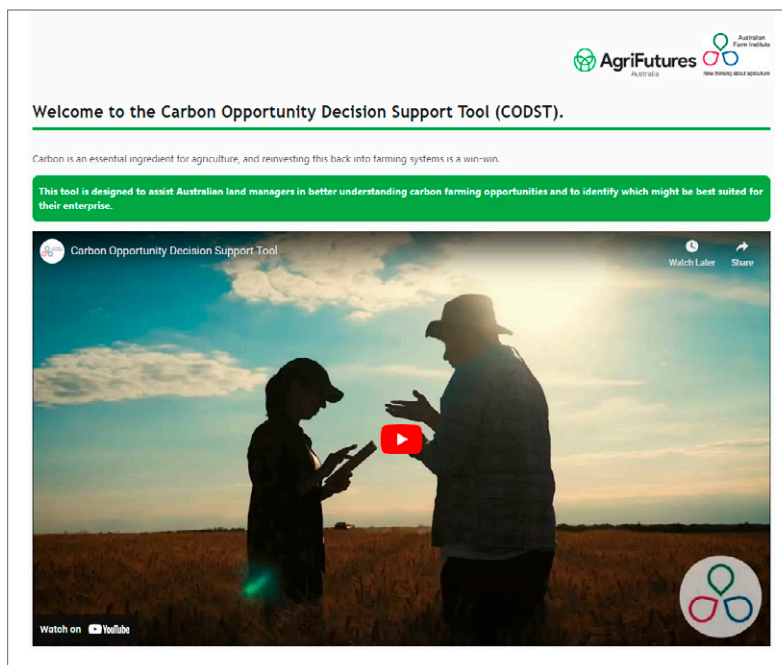 AgriFutures
Australia
Australian
Farm Institute
New thinking about agriculture
Welcome to the Carbon Opportunity Decision Support Tool (CODST).
Carbon is an essential ingredient for agriculture, and reinvesting this back into farming systems is a win-win.
This tool is designed to assist Australian land managers in better understanding carbon farming opportunities and to identify which might be best suited for
their enterprise.
Carbon Opportunity Decision Support Tool
Watch Later
Share
Watch on YouTube